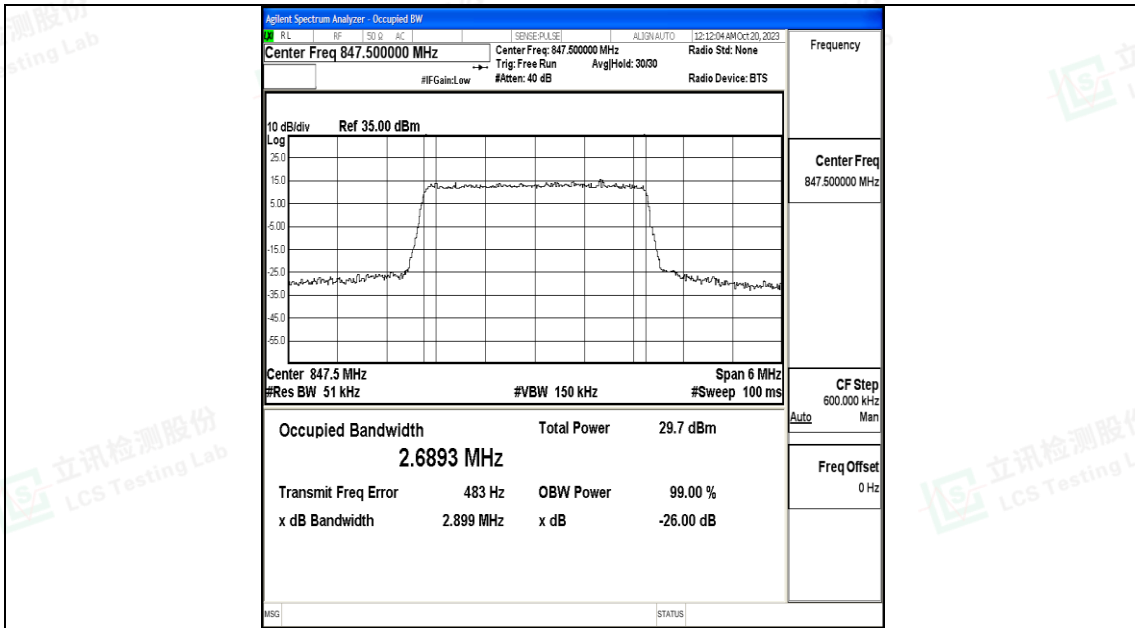 Agilent Spectrum Analyzer - Occupied BW
RL RF 50 Ω AC SENSE:PULSE ALIGN AUTO 12:12:04 AM Oct 20, 2023
Center Freq 847.500000 MHz
Center Freq: 847.500000 MHz
Radio Std: None
Trig: Free Run Avg|Hold: 30/30
#IFGain:Low
#Atten: 40 dB
Radio Device: BTS
10 dB/div Ref 35.00 dBm
Log
25.0
15.0
5.00
-5.00
-15.0
-25.0
-35.0
-45.0
-55.0
Center 847.5 MHz Span 6 MHz
#Res BW 51 kHz #VBW 150 kHz #Sweep 100 ms
Occupied Bandwidth Total Power 29.7 dBm
2.6893 MHz
Transmit Freq Error 483 Hz OBW Power 99.00 %
x dB Bandwidth 2.899 MHz x dB -26.00 dB
MSG STATUS
Frequency
Center Freq
847.500000 MHz
CF Step
600.000 kHz
Auto Man
Freq Offset
0 Hz
立讯检测股份
LCS Testing Lab
立讯检测股份
LCS Testing L
测股份
sting Lab
立